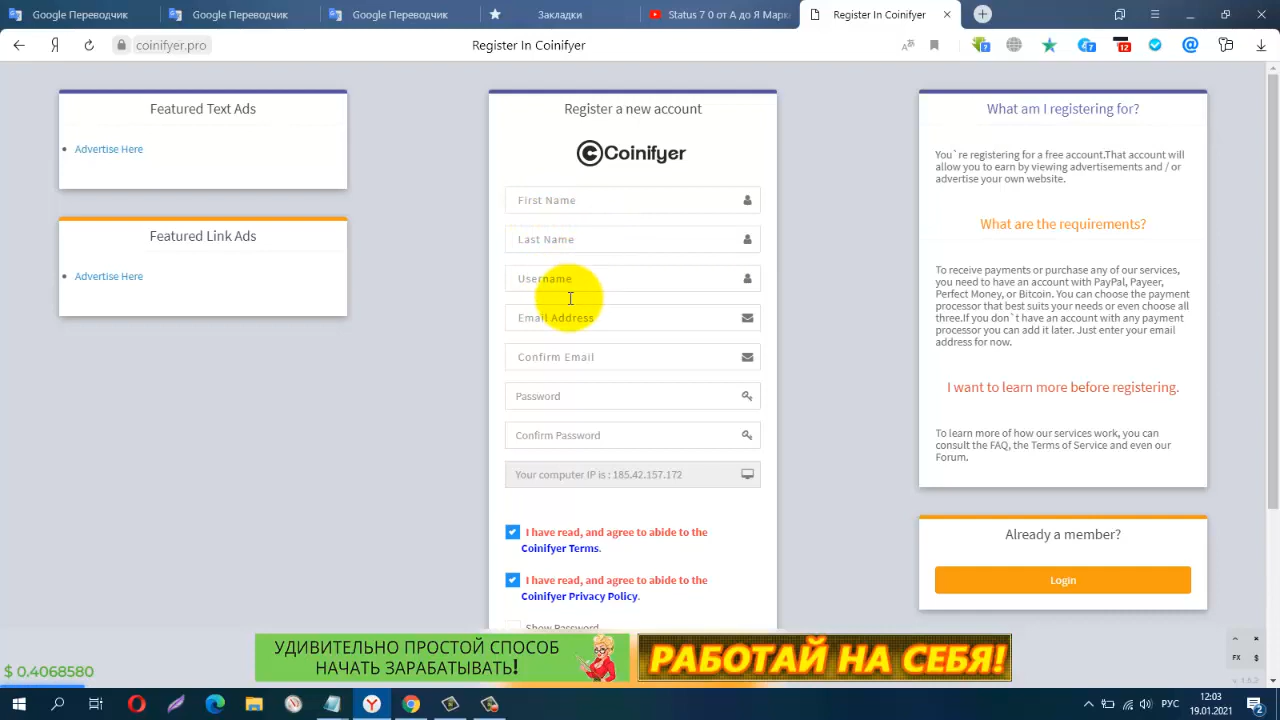 Google Переводчик
Google Переводчик
Google Переводчик
Закладки
Status 7 0 от А до Я Марк
Register In Coinifyer
Я
coinifyer.pro
Register In Coinifyer
7
12
7
Featured Text Ads
Advertise Here
Featured Link Ads
Advertise Here
Register a new account
Coinifyer
First Name
Last Name
Username
Email Address
Confirm Email
Password
Confirm Password
Your computer IP is : 185.42.157.172
I have read, and agree to abide to the
Coinifyer Terms.
I have read, and agree to abide to the
Coinifyer Privacy Policy.
Show Password
What am I registering for?
You`re registering for a free account.That account will
allow you to earn by viewing advertisements and / or
advertise your own website.
What are the requirements?
To receive payments or purchase any of our services,
you need to have an account with PayPal, Payeer,
Perfect Money, or Bitcoin. You can choose the payment
processor that best suits your needs or even choose all
three.If you don`t have an account with any payment
processor you can add it later. Just enter your email
address for now.
I want to learn more before registering.
To learn more of how our services work, you can
consult the FAQ, the Terms of Service and even our
Forum.
Already a member?
Login
УДИВИТЕЛЬНО ПРОСТОЙ СПОСОБ
НАЧАТЬ ЗАРАБАТЫВАТЬ!
РАБОТАЙ НА СЕБЯ!
FX $
v. 1.5.2
$ 0.4068580
РУС
12:03
19.01.2021
2